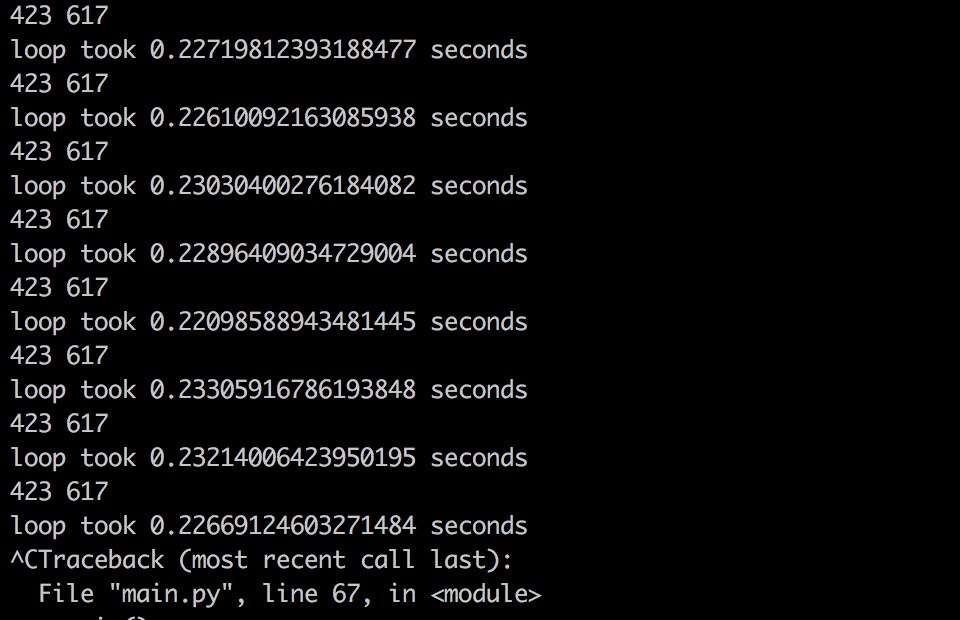 423 617
loop took 0.22719812393188477 seconds
423 617
loop took 0.22610092163085938 seconds
423 617
loop took 0.23030400276184082 seconds
423 617
loop took 0.22896409034729004 seconds
423 617
loop took 0.22098588943481445 seconds
423 617
loop took 0.23305916786193848 seconds
423 617
loop took 0.23214006423950195 seconds
423 617
loop took 0.22669124603271484 seconds
^CTraceback (most recent call last):
  File "main.py", line 67, in <module>